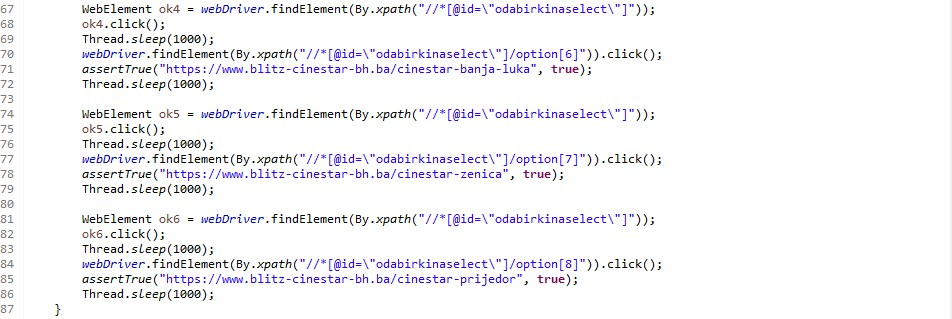 67 WebElement ok4 = webDriver.findElement(By.xpath("//*[@id=\"odabirkinaselect\"]"));
68 ok4.click();
69 Thread.sleep(1000);
70 webDriver.findElement(By.xpath("//*[@id=\"odabirkinaselect\"]/option[6]")).click();
71 assertTrue("https://www.blitz-cinestar-bh.ba/cinestar-banja-luka", true);
72 Thread.sleep(1000);
73
74 WebElement ok5 = webDriver.findElement(By.xpath("//*[@id=\"odabirkinaselect\"]"));
75 ok5.click();
76 Thread.sleep(1000);
77 webDriver.findElement(By.xpath("//*[@id=\"odabirkinaselect\"]/option[7]")).click();
78 assertTrue("https://www.blitz-cinestar-bh.ba/cinestar-zenica", true);
79 Thread.sleep(1000);
80
81 WebElement ok6 = webDriver.findElement(By.xpath("//*[@id=\"odabirkinaselect\"]"));
82 ok6.click();
83 Thread.sleep(1000);
84 webDriver.findElement(By.xpath("//*[@id=\"odabirkinaselect\"]/option[8]")).click();
85 assertTrue("https://www.blitz-cinestar-bh.ba/cinestar-prijedor", true);
86 Thread.sleep(1000);
87 }